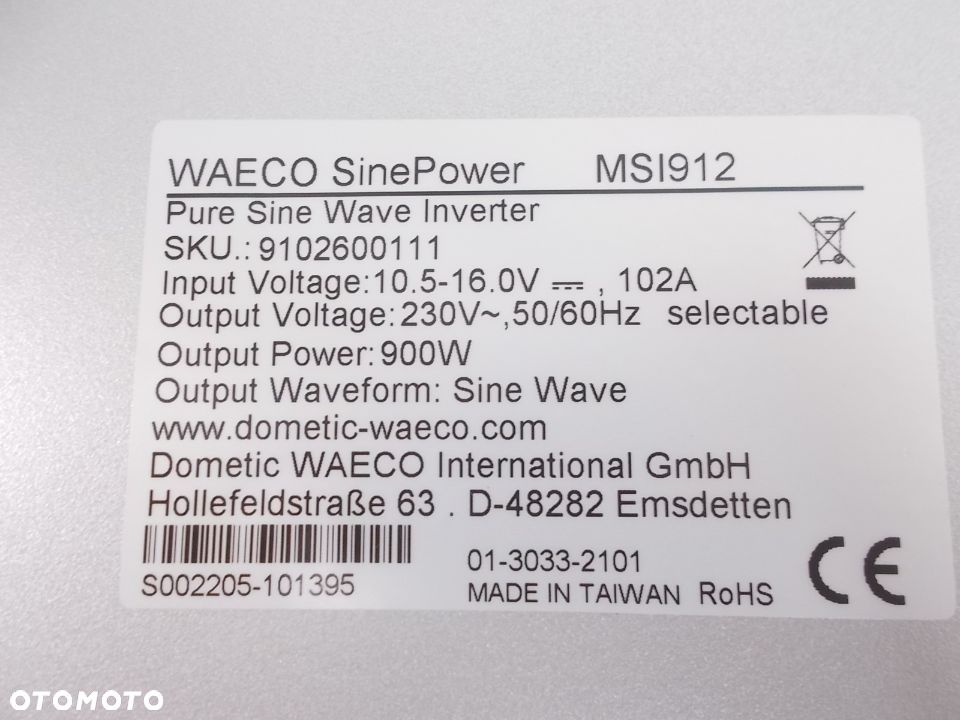 WAECO SinePower MSI912
Pure Sine Wave Inverter
SKU.: 9102600111
Input Voltage:10.5-16.0V ⎓ , 102A
Output Voltage:230V~,50/60Hz selectable
Output Power:900W
Output Waveform: Sine Wave
www.dometic-waeco.com
Dometic WAECO International GmbH
Hollefeldstraße 63 . D-48282 Emsdetten
S002205-101395
01-3033-2101
MADE IN TAIWAN RoHS
CE
OTOMOTO